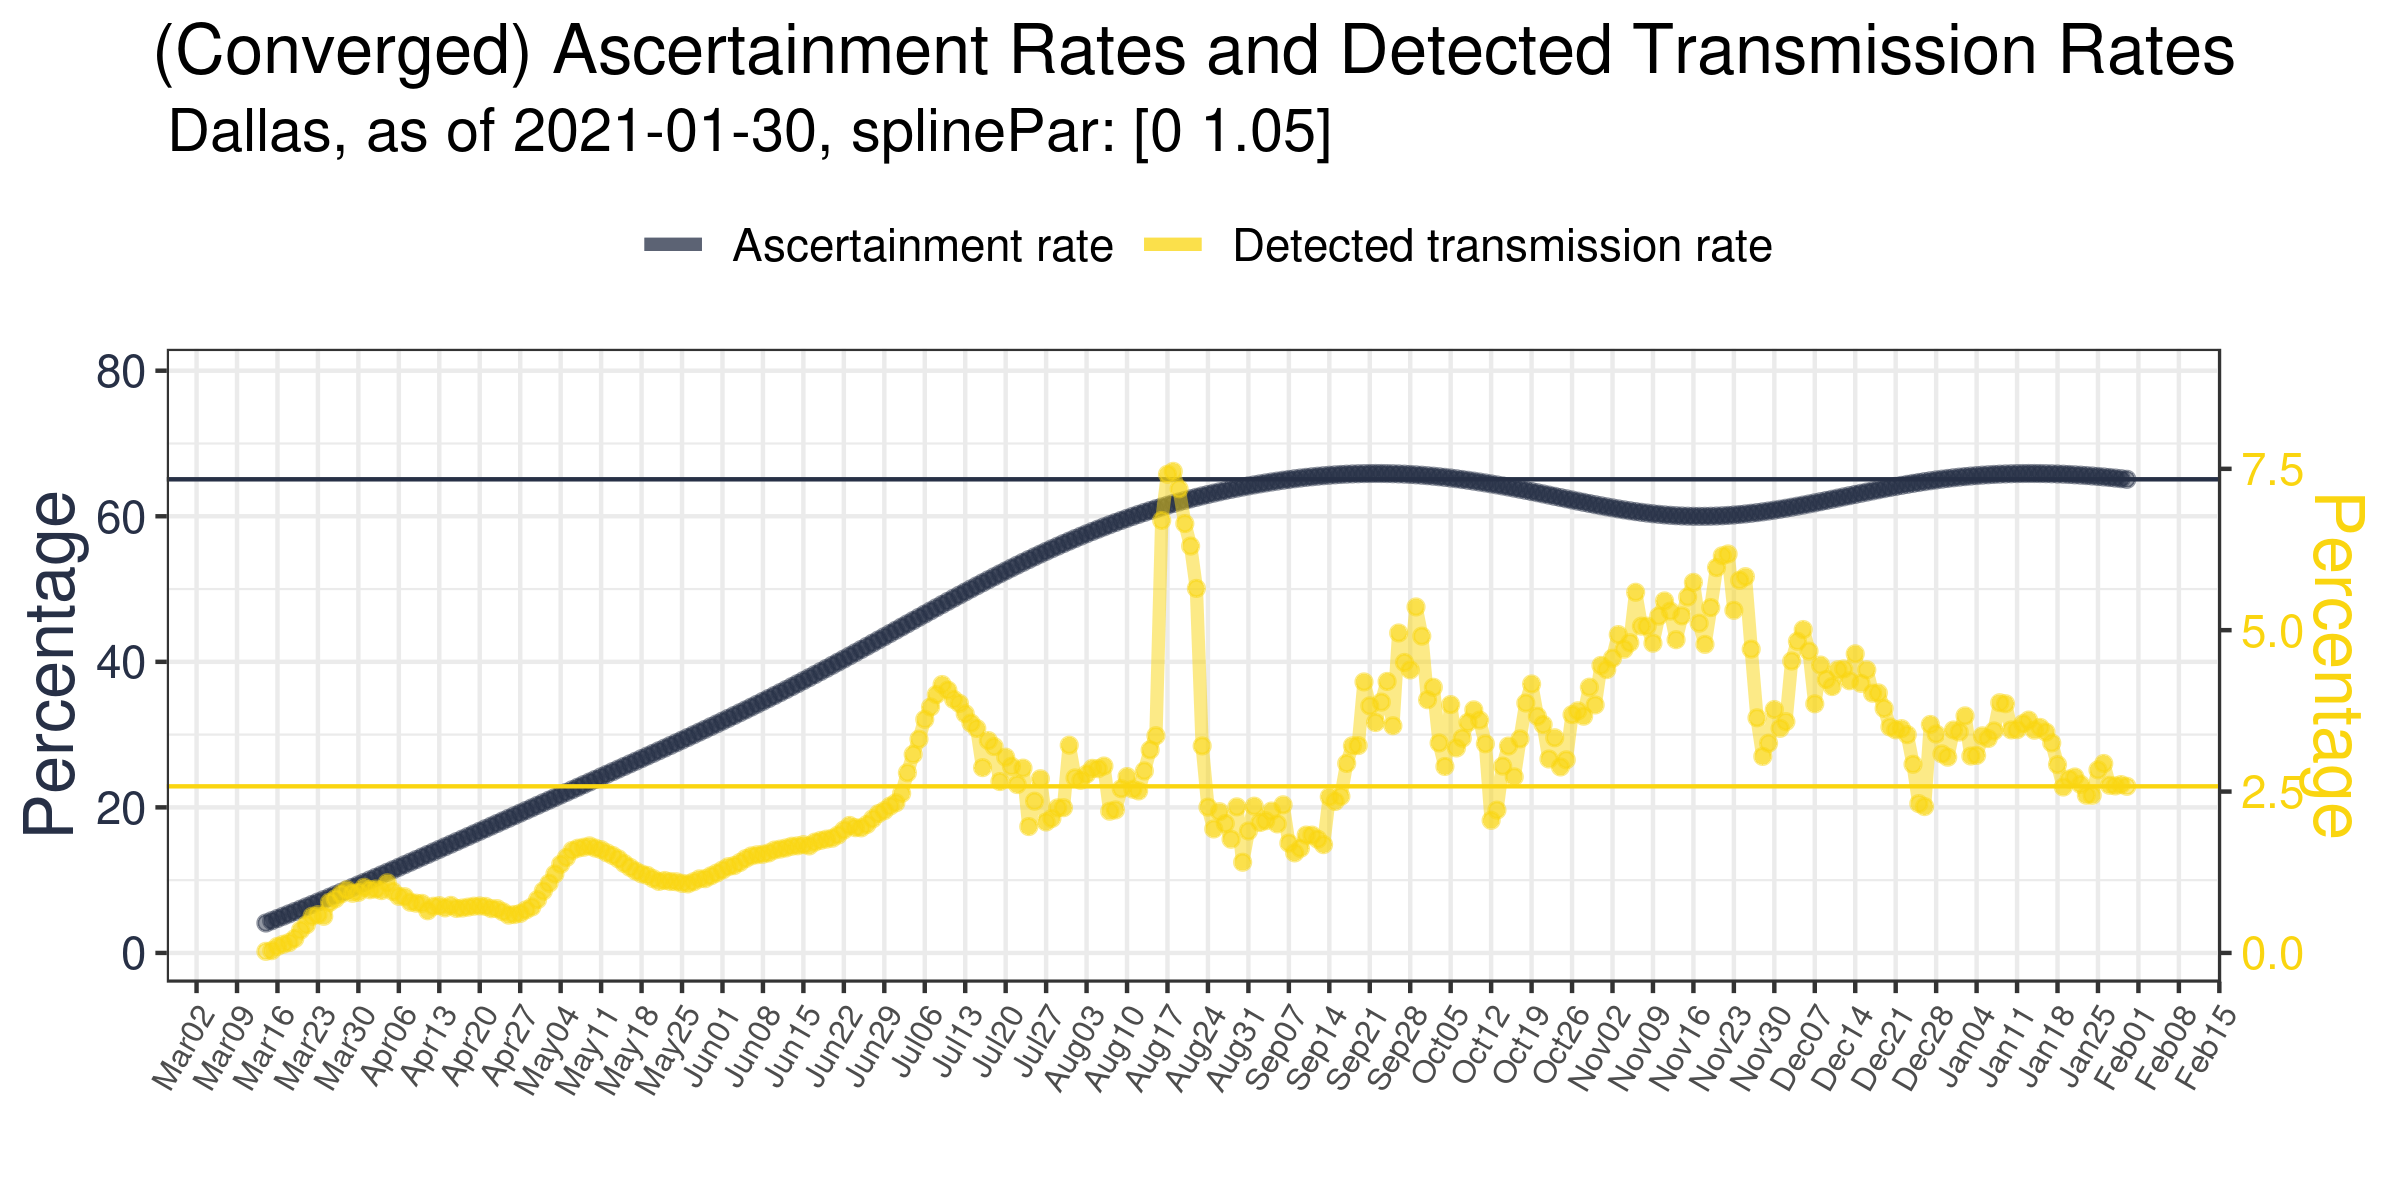 (Converged) Ascertainment Rates and Detected Transmission Rates
Dallas, as of 2021-01-30, splinePar: [0 1.05]
Ascertainment rate
Detected transmission rate
Percentage
80
60
40
20
0
7.5
5.0
2.5
0.0
Percentage
Mar02
Mar09
Mar16
Mar23
Mar30
Apr06
Apr13
Apr20
Apr27
May04
May11
May18
May25
Jun01
Jun08
Jun15
Jun22
Jun29
Jul06
Jul13
Jul20
Jul27
Aug03
Aug10
Aug17
Aug24
Aug31
Sep07
Sep14
Sep21
Sep28
Oct05
Oct12
Oct19
Oct26
Nov02
Nov09
Nov16
Nov23
Nov30
Dec07
Dec14
Dec21
Dec28
Jan04
Jan11
Jan18
Jan25
Feb01
Feb08
Feb15